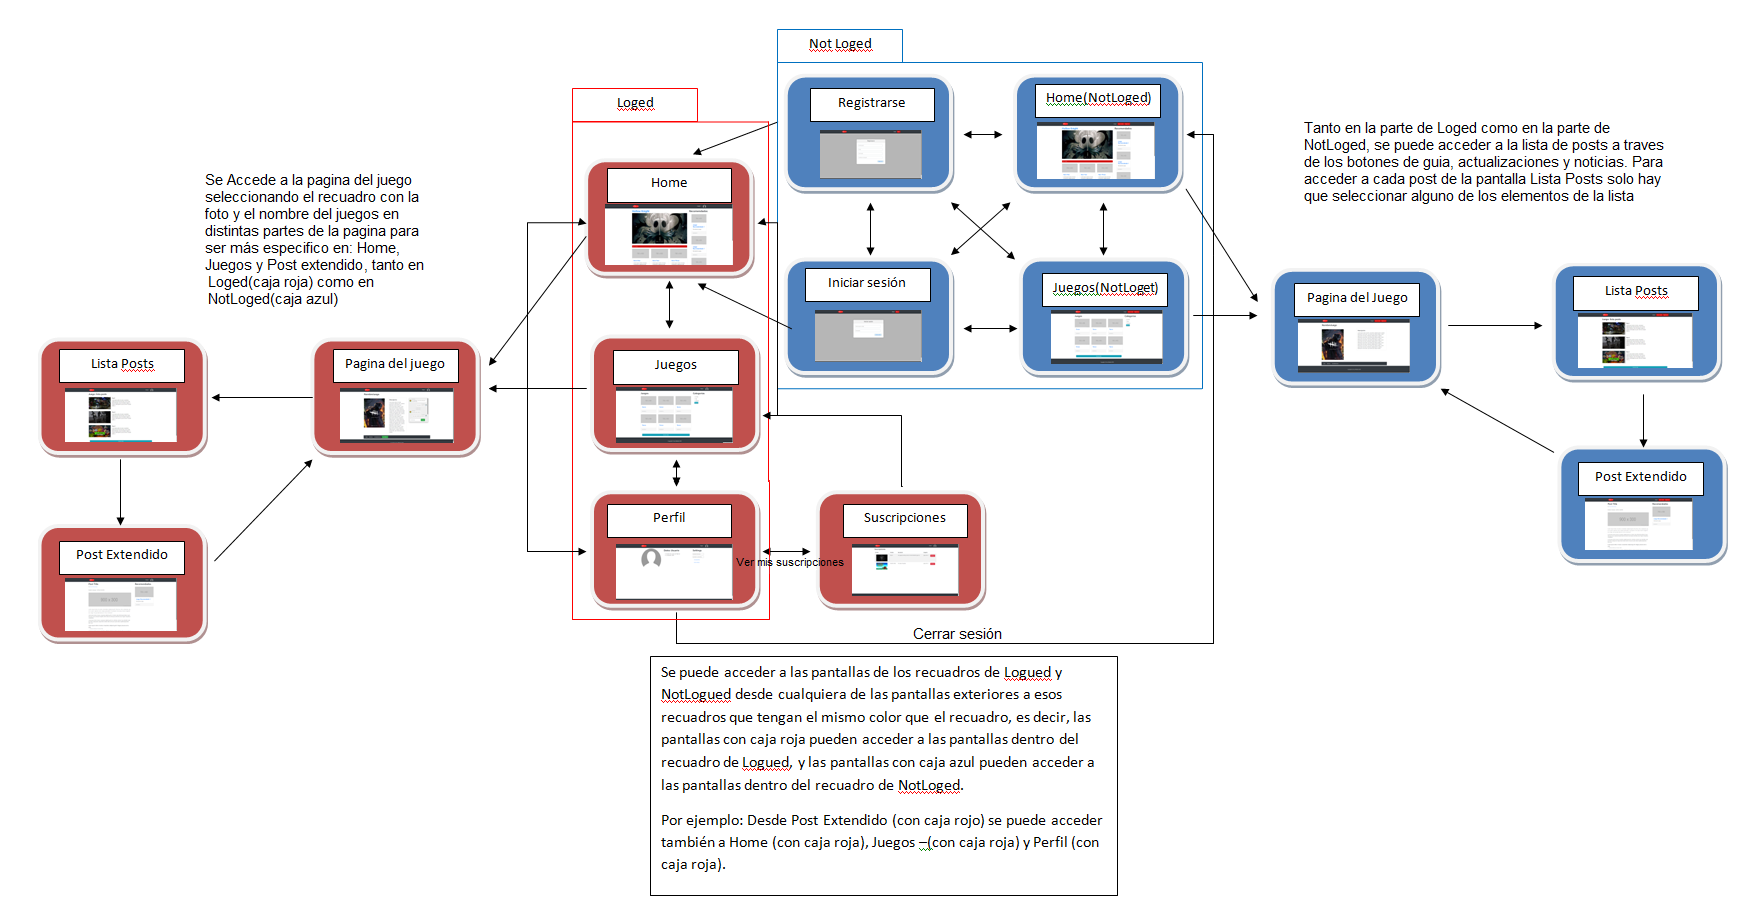 Not Loged
Loged
Registrarse
Home(NotLoged)
Tanto en la parte de Loged como en la parte de
NotLoged, se puede acceder a la lista de posts a traves
de los botones de guia, actualizaciones y noticias. Para
acceder a cada post de la pantalla Lista Posts solo hay
que seleccionar alguno de los elementos de la lista
Se Accede a la pagina del juego
seleccionando el recuadro con la
foto y el nombre del juegos en
distintas partes de la pagina para
ser más especifico en: Home,
Juegos y Post extendido, tanto en
Loged(caja roja) como en
NotLoged(caja azul)
Home
Iniciar sesión
Juegos(NotLoget)
Pagina del Juego
Lista Posts
Lista Posts
Pagina del juego
Juegos
Post Extendido
Perfil
Suscripciones
Post Extendido
Ver mis suscripciones
Cerrar sesión
Se puede acceder a las pantallas de los recuadros de Logued y
NotLogued desde cualquiera de las pantallas exteriores a esos
recuadros que tengan el mismo color que el recuadro, es decir, las
pantallas con caja roja pueden acceder a las pantallas dentro del
recuadro de Logued, y las pantallas con caja azul pueden acceder a
las pantallas dentro del recuadro de NotLoged.
Por ejemplo: Desde Post Extendido (con caja rojo) se puede acceder
también a Home (con caja roja), Juegos –(con caja roja) y Perfil (con
caja roja).